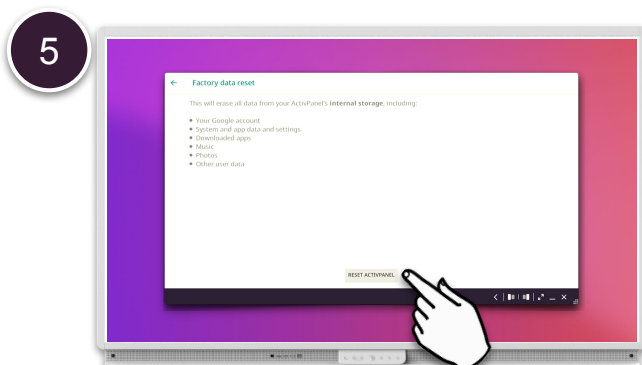 5
← Factory data reset
This will erase all data from your ActivPanel's internal storage, including:
• Your Google account
• System and app data and settings
• Downloaded apps
• Music
• Photos
• Other user data
RESET ACTIVPANEL